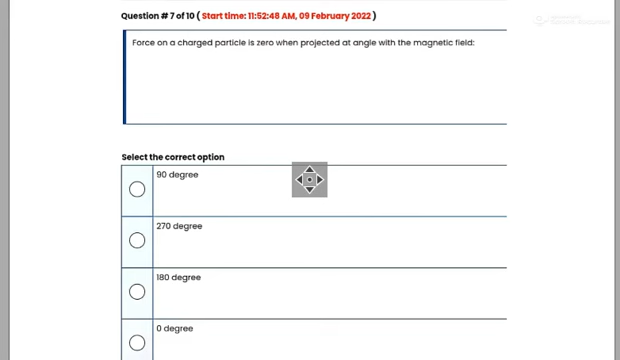 Question # 7 of 10 ( Start time: 11:52:48 AM, 09 February 2022 )
Force on a charged particle is zero when projected at angle with the magnetic field:
Select the correct option
90 degree
270 degree
180 degree
0 degree